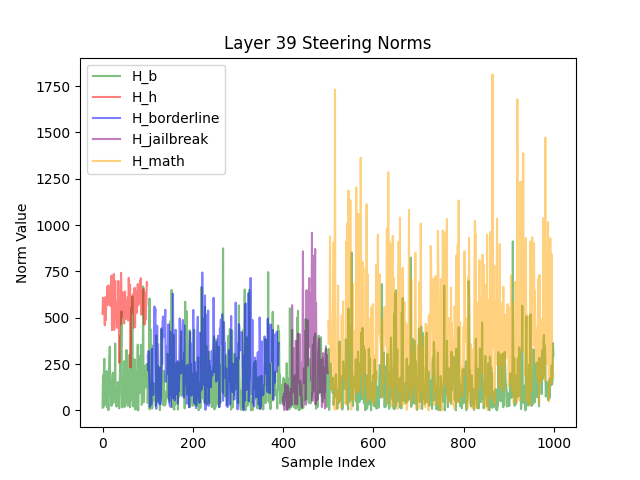 Layer 39 Steering Norms
H_b
H_h
H_borderline
H_jailbreak
H_math
Norm Value
1750
1500
1250
1000
750
500
250
0
0 200 400 600 800 1000
Sample Index